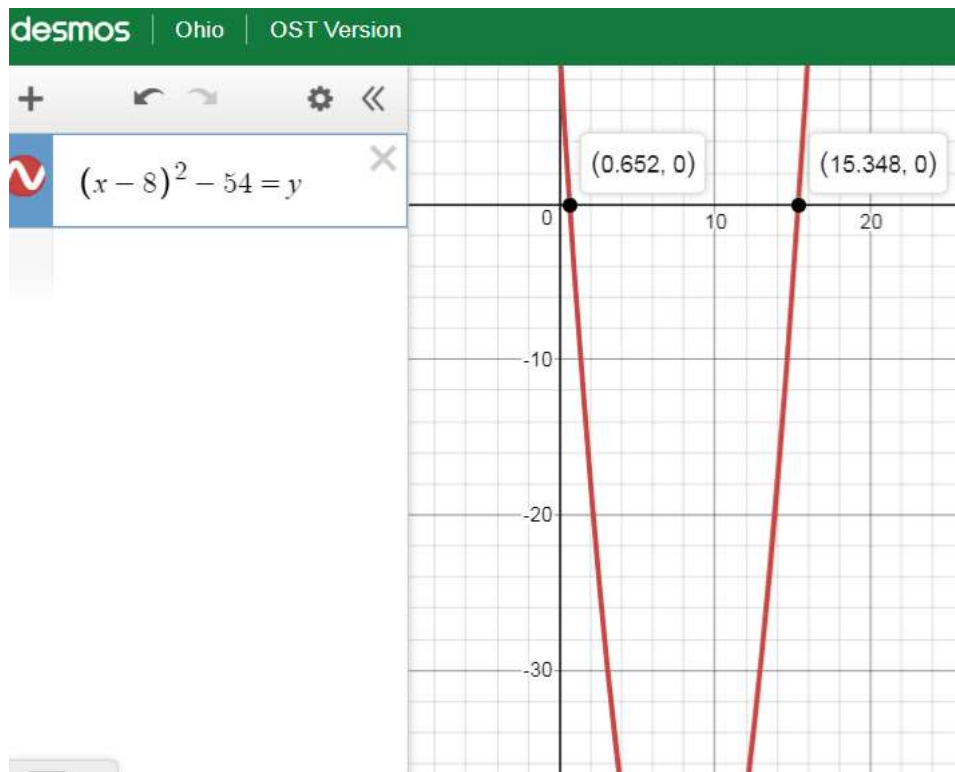 desmos Ohio OST Version
(x − 8)² − 54 = y
(0.652, 0) (15.348, 0)
0 10 20
-10
-20
-30